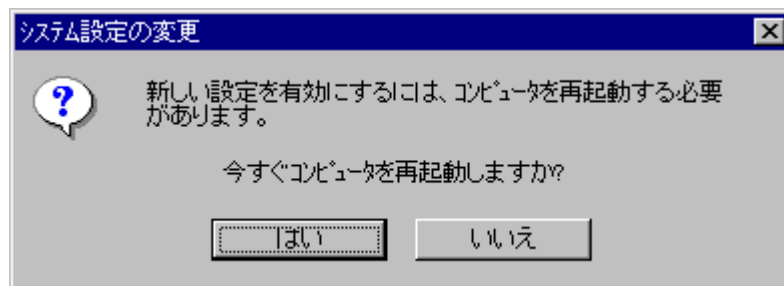 システム設定の変更
新しい設定を有効にするには、コンピュータを再起動する必要
があります。
今すぐコンピュータを再起動しますか?
はい
いいえ